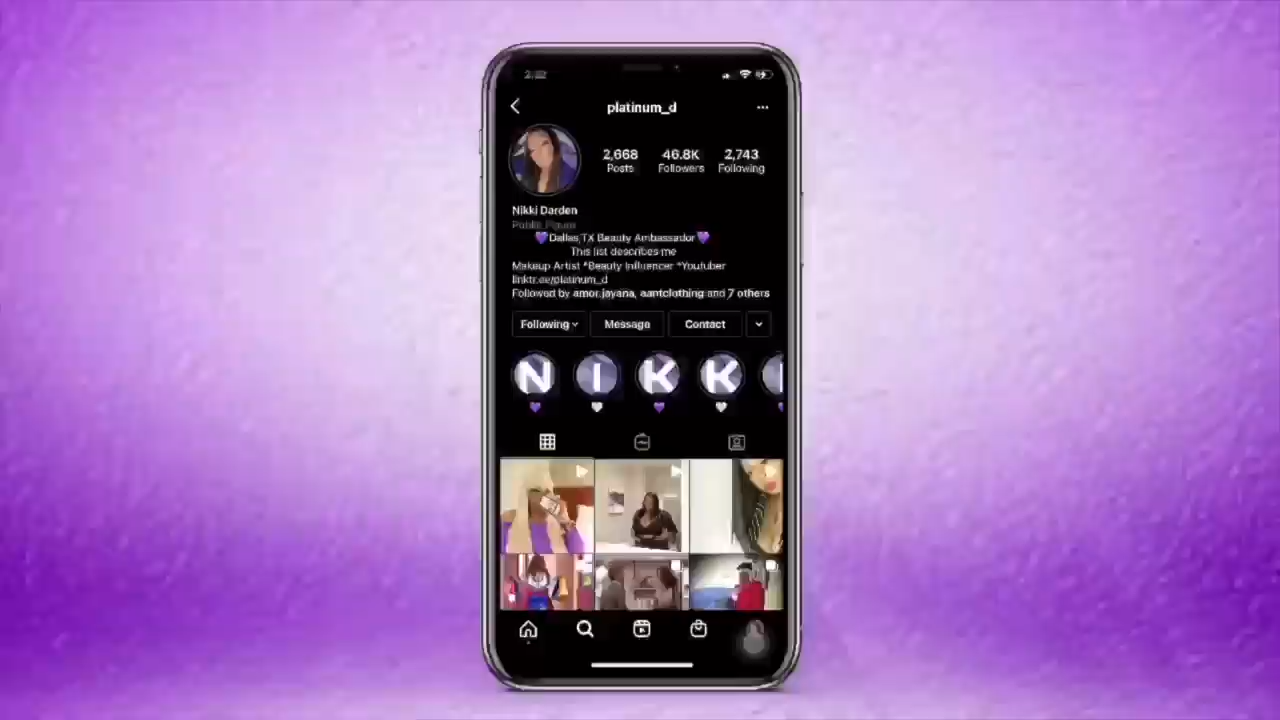 platinum_d
2,668 46.8K 2,743
Posts Followers Following
Nikki Darden
Public Figure
💜Dallas,TX Beauty Ambassador💜
This list describes me
Makeup Artist *Beauty Influencer *Youtuber
linktr.ee/platinum_d
Followed by amor.jayana, aantclothing and 7 others
Following Message Contact
N I K K